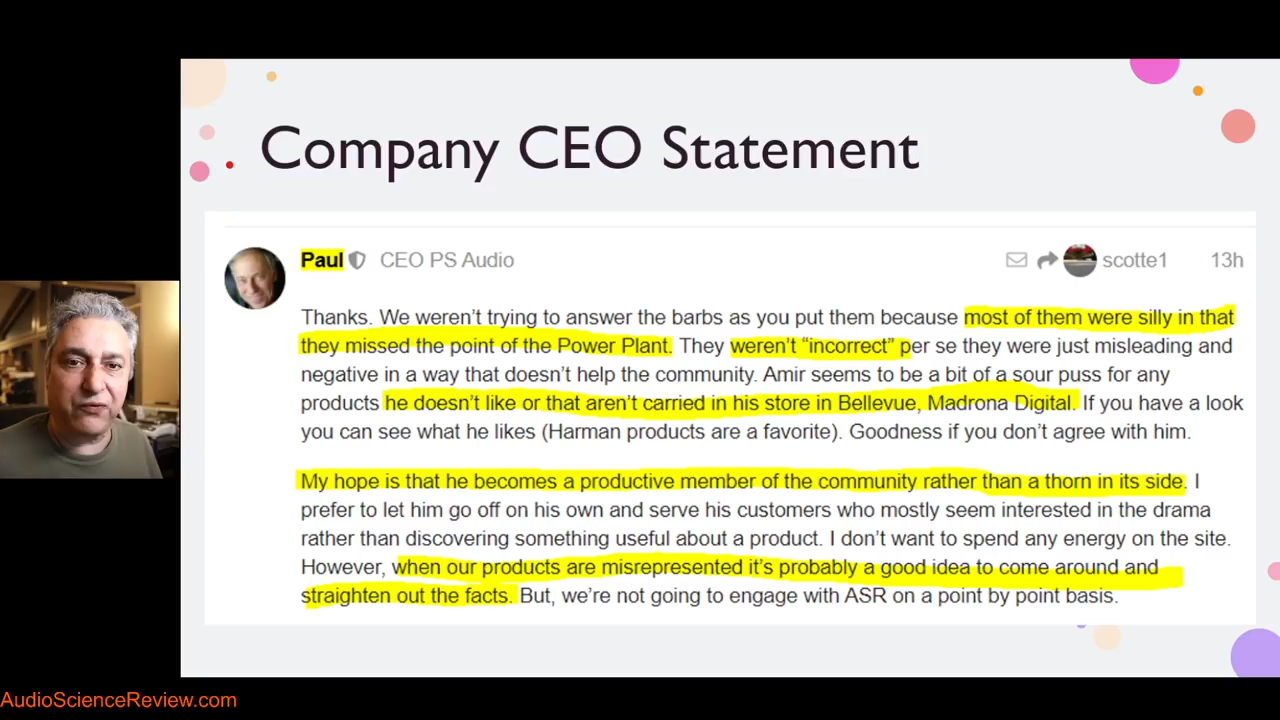 Company CEO Statement
Paul CEO PS Audio scotte1 13h
Thanks. We weren’t trying to answer the barbs as you put them because most of them were silly in that
they missed the point of the Power Plant. They weren’t “incorrect” per se they were just misleading and
negative in a way that doesn’t help the community. Amir seems to be a bit of a sour puss for any
products he doesn’t like or that aren’t carried in his store in Bellevue, Madrona Digital. If you have a look
you can see what he likes (Harman products are a favorite). Goodness if you don’t agree with him.
My hope is that he becomes a productive member of the community rather than a thorn in its side. I
prefer to let him go off on his own and serve his customers who mostly seem interested in the drama
rather than discovering something useful about a product. I don’t want to spend any energy on the site.
However, when our products are misrepresented it’s probably a good idea to come around and
straighten out the facts. But, we’re not going to engage with ASR on a point by point basis.
AudioScienceReview.com